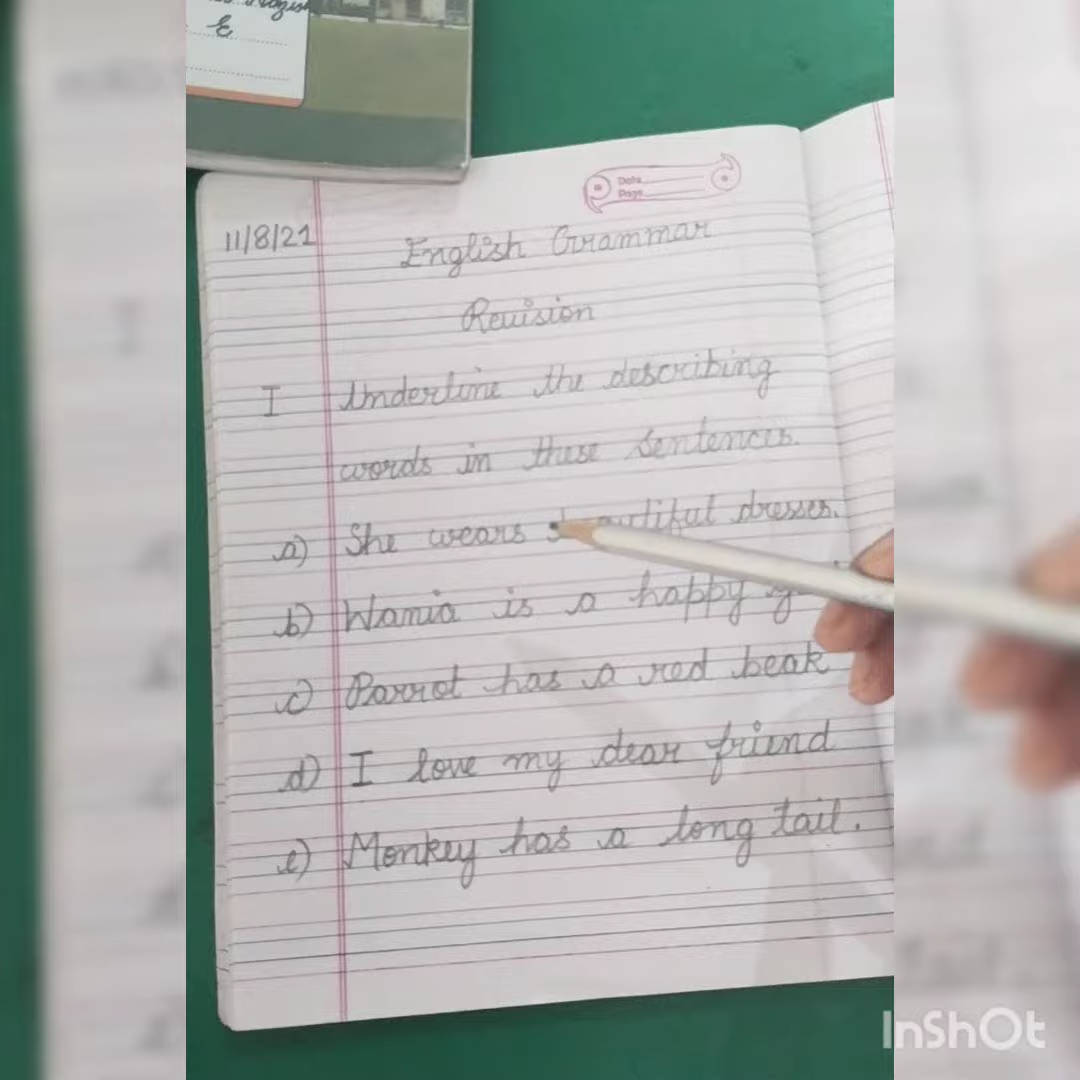 11/8/21
Date
Page
English Grammar
Revision
I Underline the describing
words in these sentences.
a) She wears beautiful dresses.
b) Wania is a happy
c) Parrot has a red beak
d) I love my dear friend
e) Monkey has a long tail.
InShOt